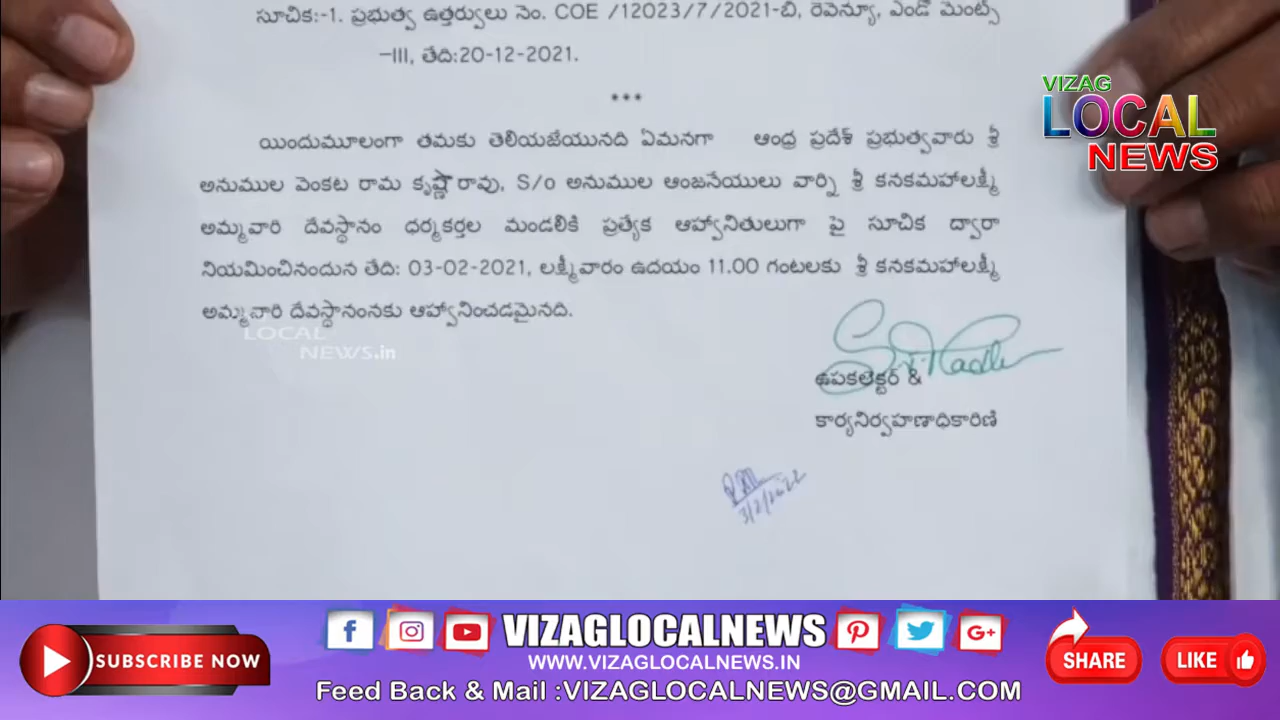 సూచిక:-1. ప్రభుత్వ ఉత్తర్వులు నెం. COE /12023/7/2021-బి, రెవెన్యూ, ఎండో మెంట్స్
–III, తేది:20-12-2021.
***
యిందుమూలంగా తమకు తెలియజేయునది ఏమనగా ఆంధ్ర ప్రదేశ్ ప్రభుత్వవారు శ్రీ
అనుముల వెంకట రామ కృష్ణా రావు, S/o అనుముల ఆంజనేయులు వార్ని శ్రీ కనకమహాలక్ష్మీ
అమ్మవారి దేవస్థానం ధర్మకర్తల మండలికి ప్రత్యేక ఆహ్వానితులుగా పై సూచిక ద్వారా
నియమించినందున తేది: 03-02-2021, లక్ష్మీవారం ఉదయం 11.00 గంటలకు శ్రీ కనకమహాలక్ష్మీ
అమ్మవారి దేవస్థానంనకు ఆహ్వానించడమైనది.
ఉపకలెక్టర్ &
కార్యనిర్వహణాధికారిణి
3/2/2022
LOCAL
NEWS.in
VIZAG
LOCAL
NEWS
SUBSCRIBE NOW
VIZAGLOCALNEWS
WWW.VIZAGLOCALNEWS.IN
Feed Back & Mail :VIZAGLOCALNEWS@GMAIL.COM
SHARE
LIKE